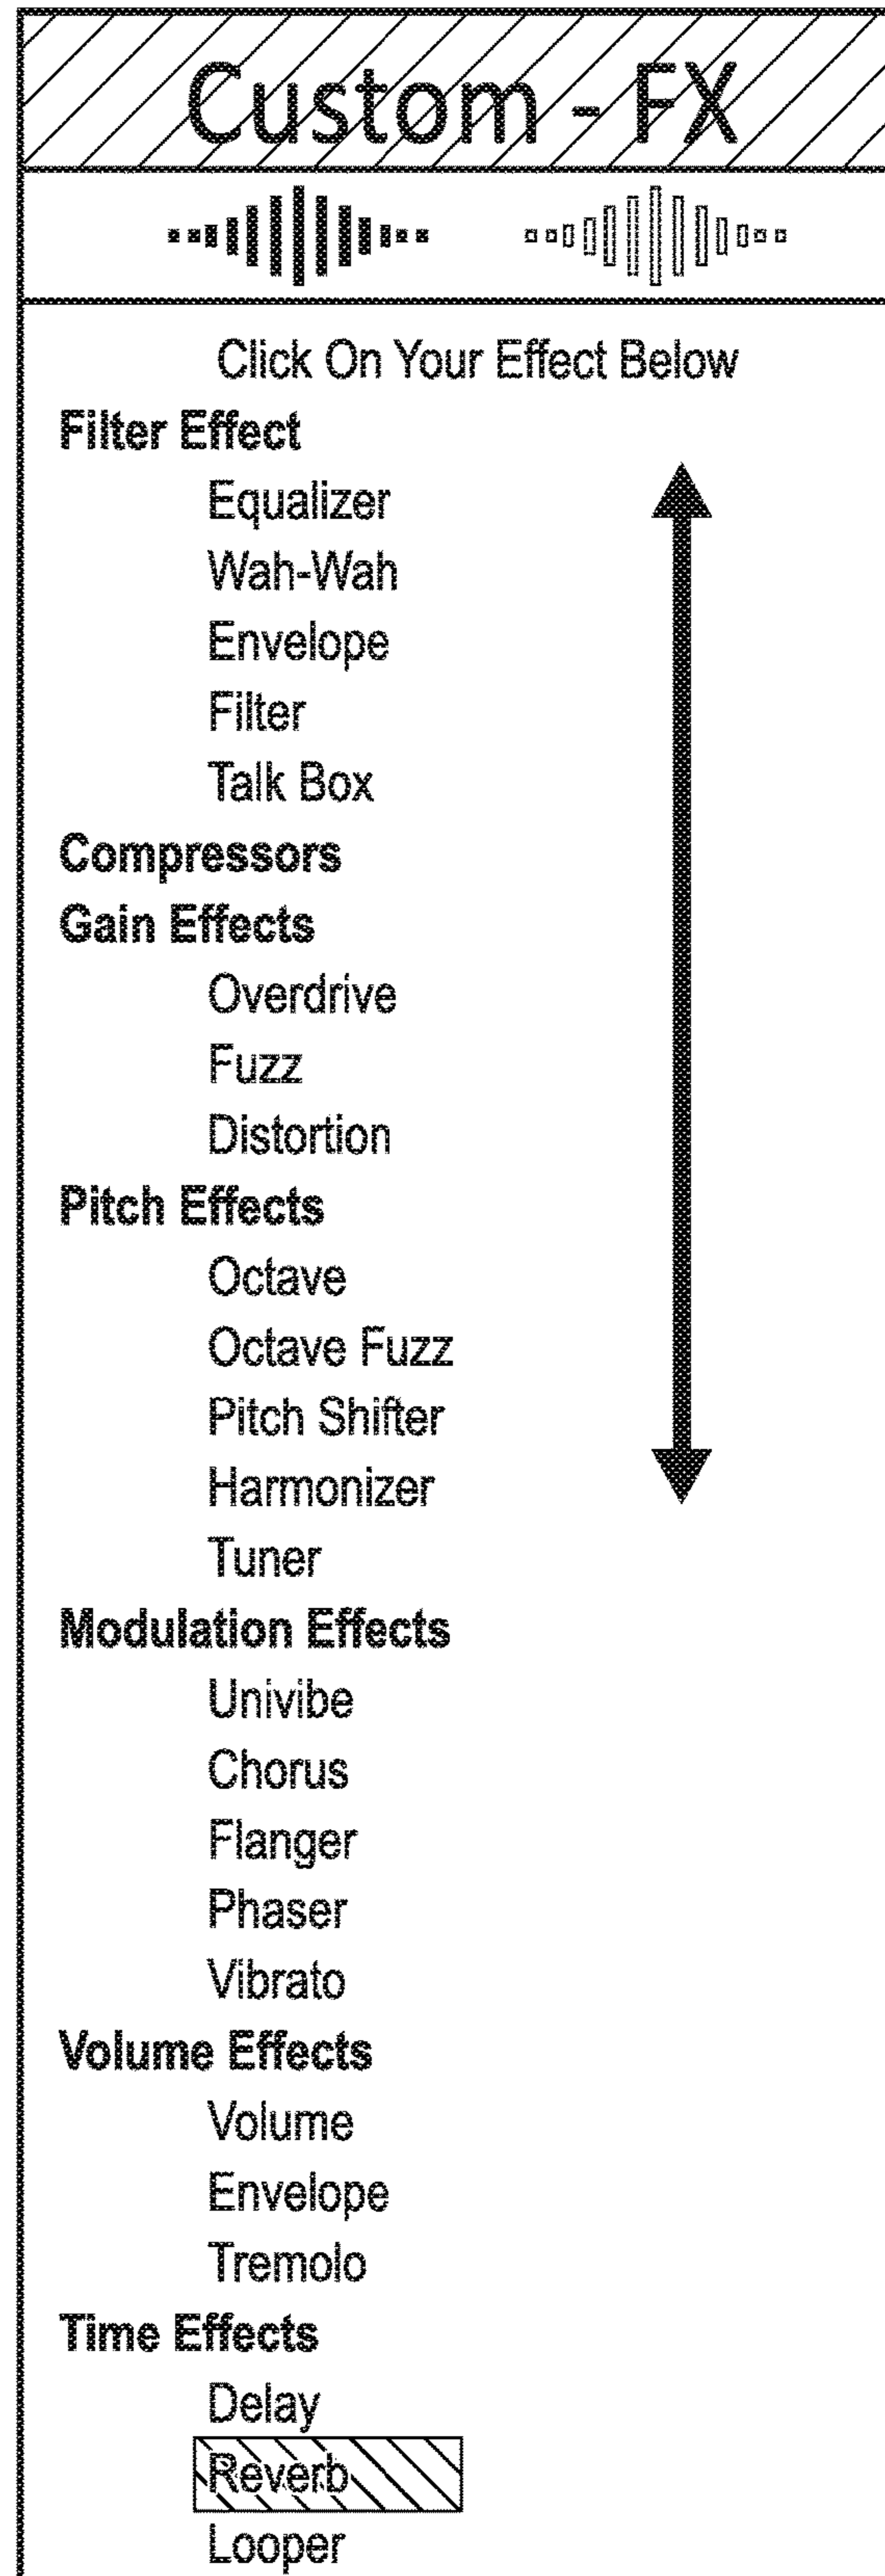 Custom - FX
Click On Your Effect Below
Filter Effect
Equalizer
Wah-Wah
Envelope
Filter
Talk Box
Compressors
Gain Effects
Overdrive
Fuzz
Distortion
Pitch Effects
Octave
Octave Fuzz
Pitch Shifter
Harmonizer
Tuner
Modulation Effects
Univibe
Chorus
Flanger
Phaser
Vibrato
Volume Effects
Volume
Envelope
Tremolo
Time Effects
Delay
Reverb
Looper